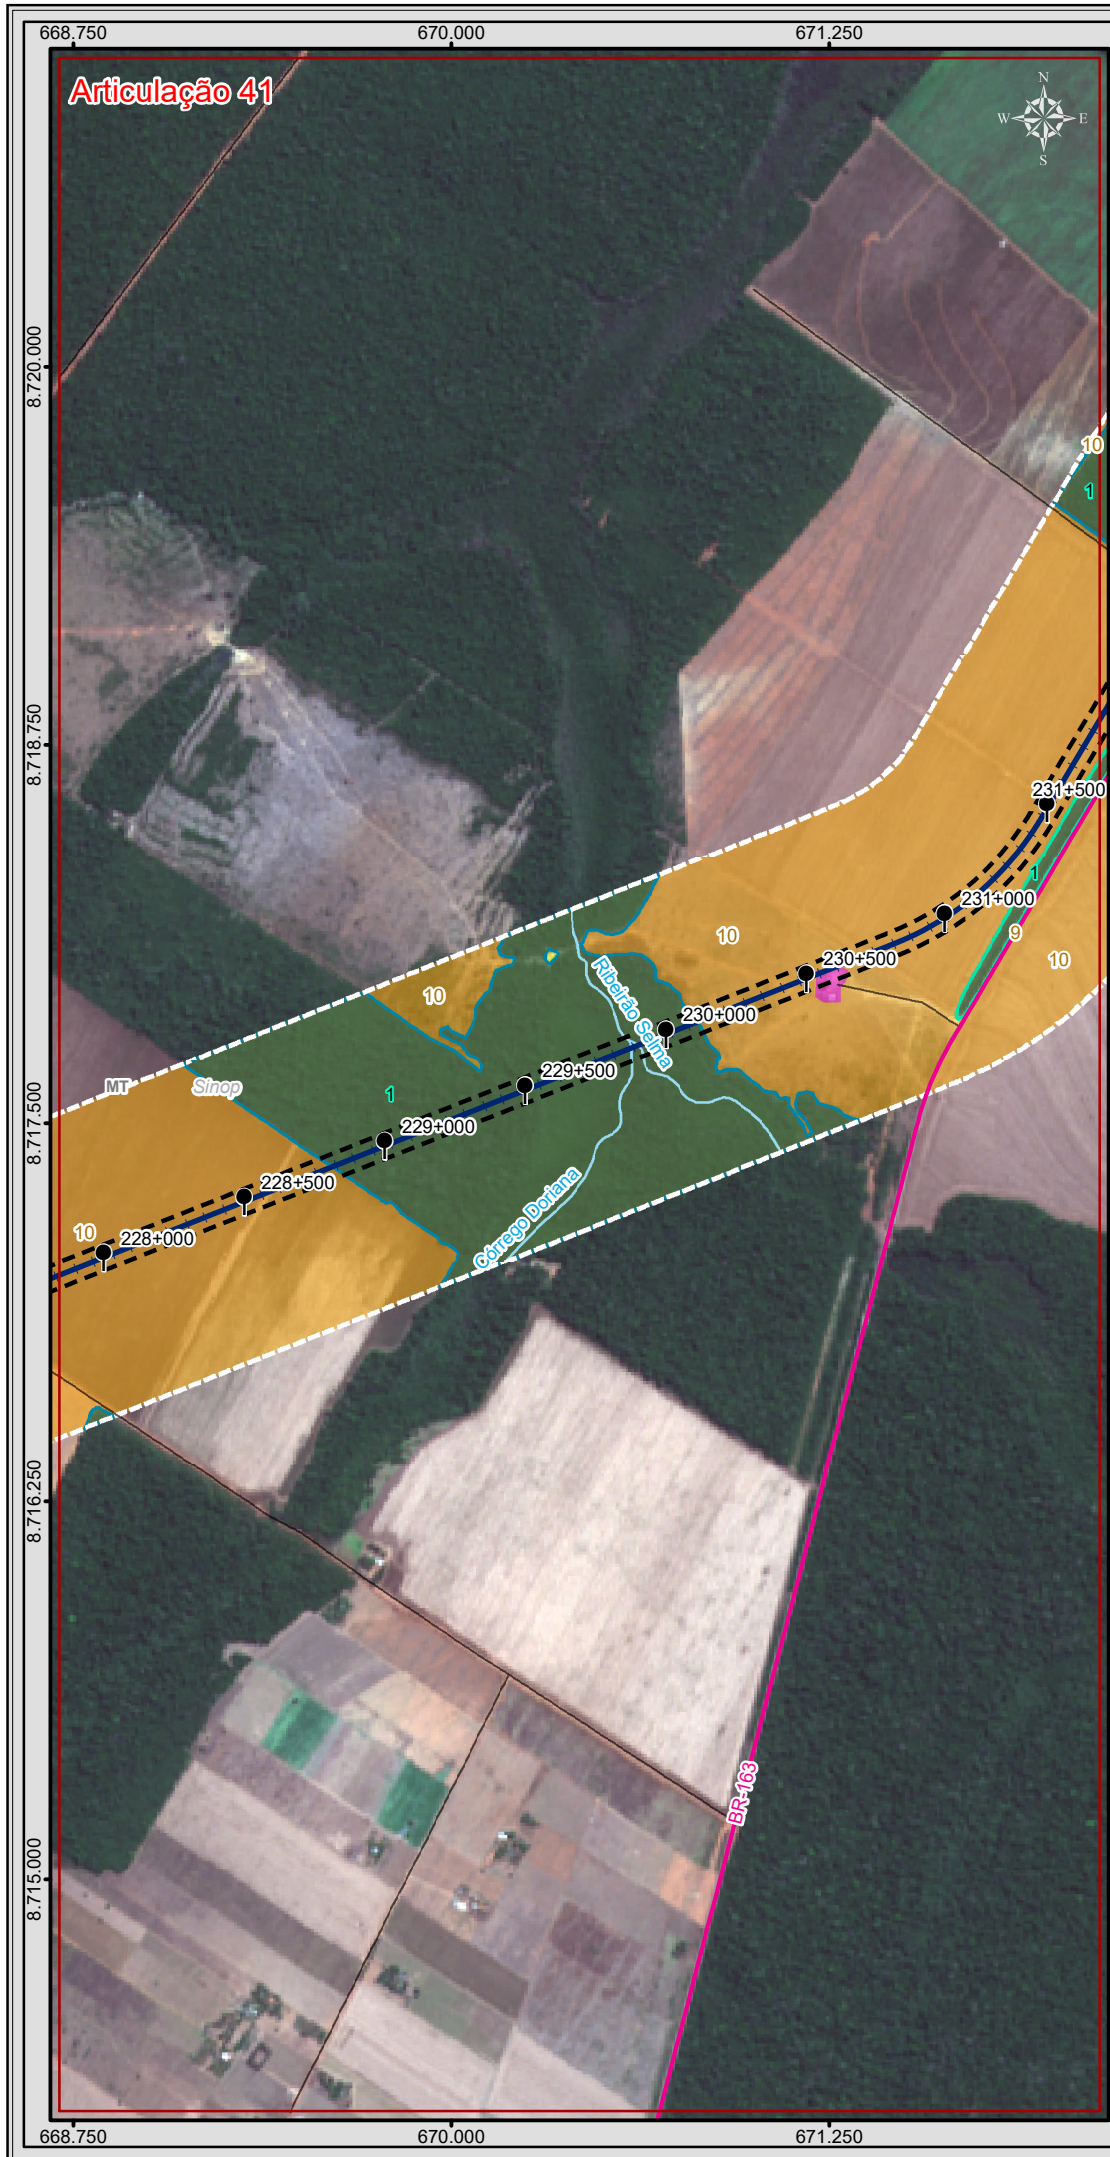 668.750
670.000
671.250
Articulação 41
N
W
E
S
8.720.000
10
1
8.718.750
231+500
1
231+000
9
10
10
230+500
10
Ribeirão Selma
230+000
MT
Sinop
1
229+500
8.717.500
229+000
228+500
Córrego Doriana
10
228+000
8.716.250
BR-163
8.715.000
668.750
670.000
671.250